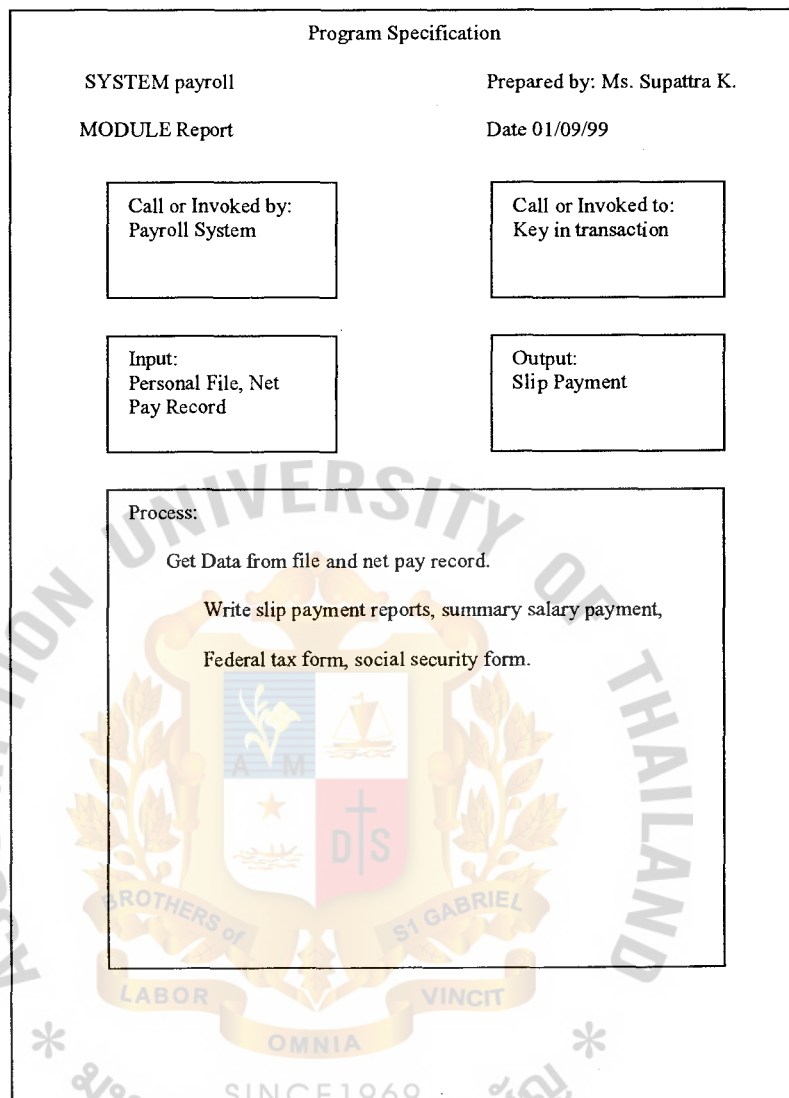 Program Specification
SYSTEM payroll
Prepared by: Ms. Supattra K.
MODULE Report
Date 01/09/99
Call or Invoked by:
Payroll System
Call or Invoked to:
Key in transaction
Input:
Personal File, Net
Pay Record
Output:
Slip Payment
Process:
Get Data from file and net pay record.
Write slip payment reports, summary salary payment,
Federal tax form, social security form.
UNIVERSITY OF THAILAND
A M
D S
BROTHERS of ST GABRIEL
LABOR
VINCIT
OMNIA
SINCE 1969